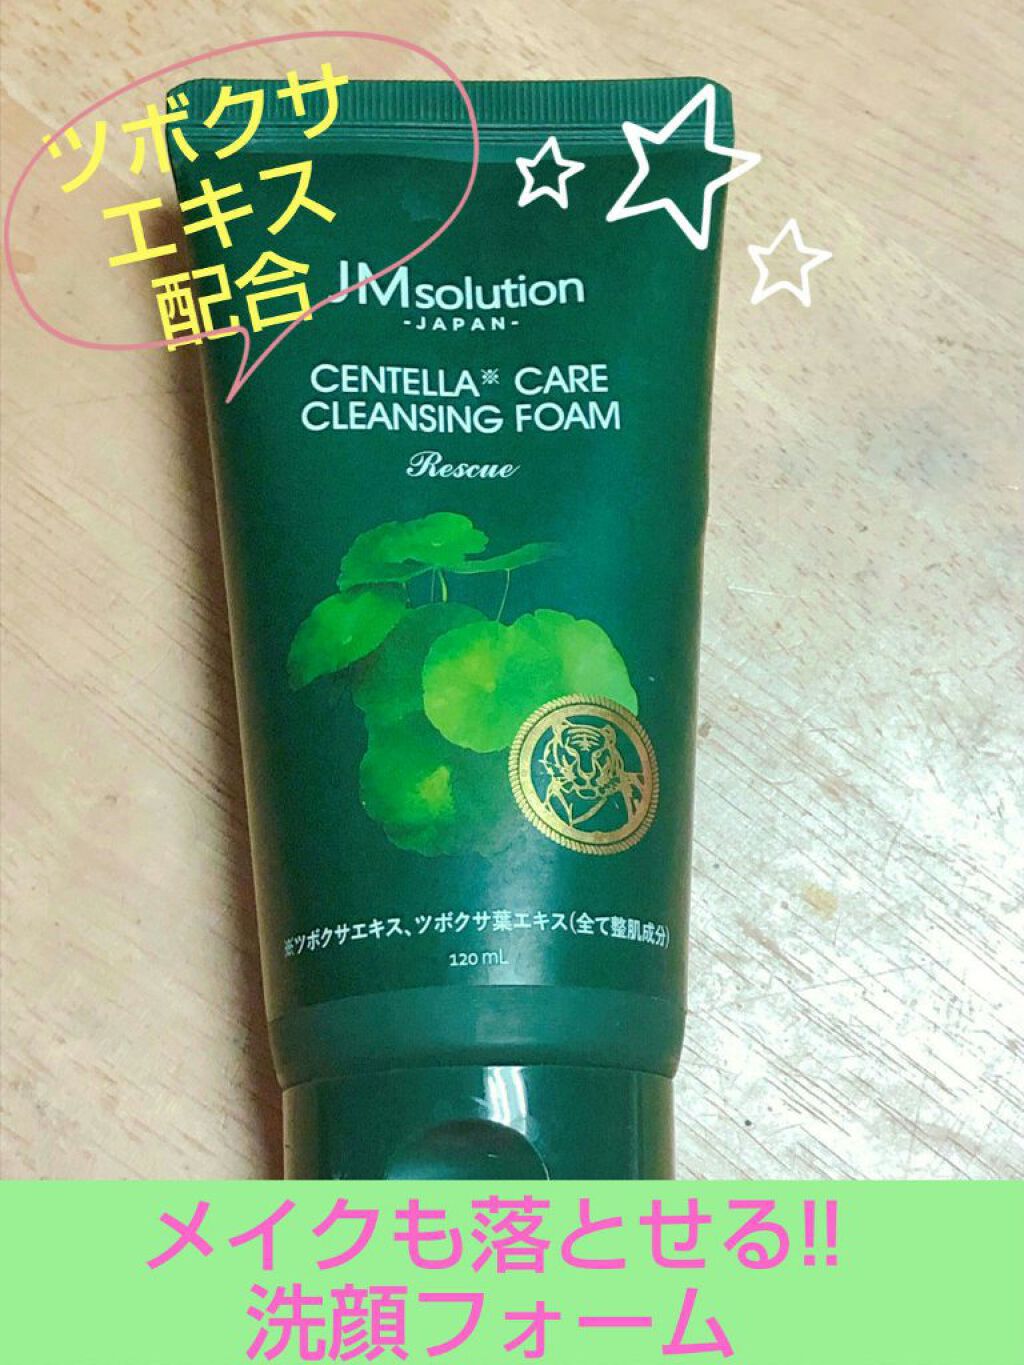 ツボクサ
エキス
配合
JMsolution
-JAPAN-
CENTELLA※ CARE
CLEANSING FOAM
Rescue
※ツボクサエキス、ツボクサ葉エキス(全て整肌成分)
120 mL
メイクも落とせる!!
洗顔フォーム